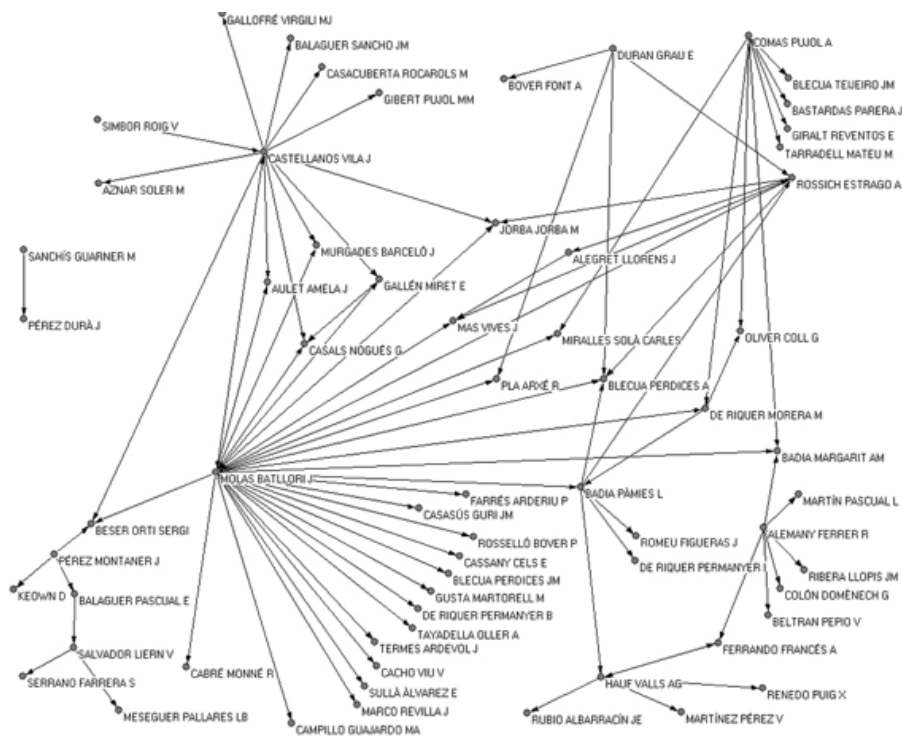 GALLOFRÉ VIRGILI MJ
BALAGUER SANCHO JM
CASACUBERTA ROCAROLS M
GIBERT PUJOL MM
SIMBOR ROIG V
CASTELLANOS VILA J
AZNAR SOLER M
DURAN GRAU E
BOVER FONT A
COMAS PUJOL A
BLECUA TEIJEIRO JM
BASTARDAS PARERA J
GIRALT REVENTOS E
TARRADELL MATEU M
ROSSICH ESTRAGO A
JORBA JORBA M
SANCHÍS GUARNER M
MURGADES BARCELÓ J
ALEGRET LLORENS J
AULET AMELA J
GALLÉN MIRET E
PÉREZ DURÀ J
MAS VIVES J
CASALS NOGUÉS G
MIRALLES SOLÀ CARLES
OLIVER COLL G
PLA ARXÉ R
BLECUA PERDICES A
DE RIQUER MORERA M
BADIA MARGARIT AM
MOLAS BATLLORI J
BADIA PÀMIES L
FARRÉS ARDERIU P
CASASÚS GURI JM
MARTÍN PASCUAL L
BESER ORTI SERGI
ROSSELLÓ BOVER P
ROMEU FIGUERAS J
ALEMANY FERRER R
PÉREZ MONTANER J
CASSANY CELS E
DE RIQUER PERMANYER I
RIBERA LLOPIS JM
KEOWN D
BALAGUER PASCUAL E
BLECUA PERDICES JM
GUSTA MARTORELL M
COLÓN DOMÈNECH G
DE RIQUER PERMANYER B
BELTRAN PEPIO V
TAYADELLA OLLER A
TERMES ARDEVOL J
FERRANDO FRANCÉS A
SALVADOR LIERN V
CABRÉ MONNÉ R
CACHO VIU V
SERRANO FARRERA S
HAUF VALLS AG
SULLÀ ÀLVAREZ E
RENEDO PUIG X
MESEGUER PALLARES LB
MARCO REVILLA J
RUBIO ALBARRACÍN JE
MARTÍNEZ PÉREZ V
CAMPILLO GUAJARDO MA